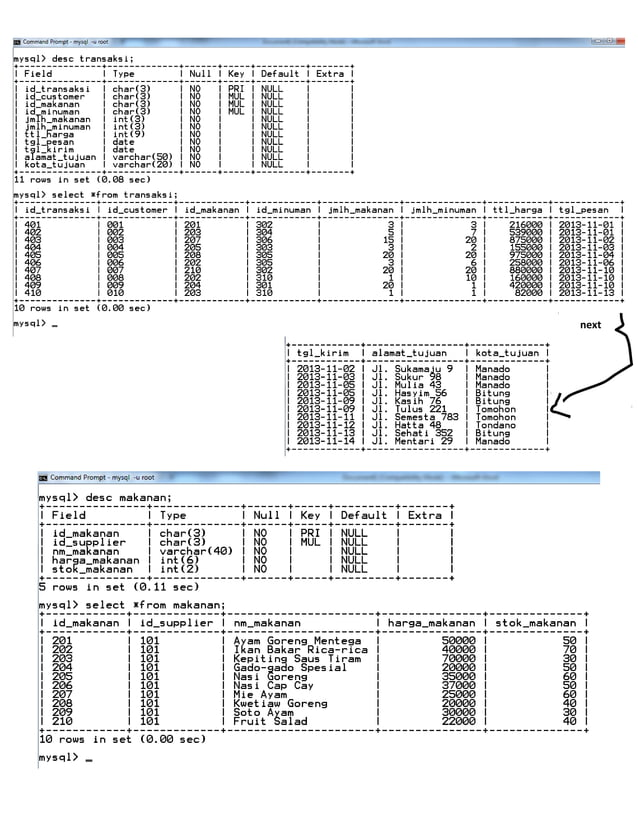 Command Prompt - mysql -u root
mysql> desc transaksi;
| Field | Type | Null | Key | Default | Extra |
| id_transaksi | char(3) | NO | PRI | NULL | |
| id_customer | char(3) | NO | MUL | NULL | |
| id_makanan | char(3) | NO | MUL | NULL | |
| id_minuman | char(3) | NO | MUL | NULL | |
| jmlh_makanan | int(3) | NO | | NULL | |
| jmlh_minuman | int(3) | NO | | NULL | |
| ttl_harga | int(9) | NO | | NULL | |
| tgl_pesan | date | NO | | NULL | |
| tgl_kirim | date | NO | | NULL | |
| alamat_tujuan | varchar(50) | NO | | NULL | |
| kota_tujuan | varchar(20) | NO | | NULL | |
11 rows in set (0.08 sec)
mysql> select *from transaksi;
| id_transaksi | id_customer | id_makanan | id_minuman | jmlh_makanan | jmlh_minuman | ttl_harga | tgl_pesan |
| 401 | 001 | 201 | 302 | 3 | 3 | 216000 | 2013-11-01 |
| 402 | 002 | 203 | 304 | 5 | 7 | 539000 | 2013-11-01 |
| 403 | 003 | 207 | 306 | 15 | 20 | 875000 | 2013-11-02 |
| 404 | 004 | 205 | 303 | 3 | 2 | 155000 | 2013-11-03 |
| 405 | 005 | 208 | 305 | 20 | 20 | 975000 | 2013-11-04 |
| 406 | 006 | 202 | 305 | 3 | 6 | 258000 | 2013-11-06 |
| 407 | 007 | 210 | 302 | 20 | 20 | 880000 | 2013-11-10 |
| 408 | 008 | 202 | 310 | 1 | 10 | 160000 | 2013-11-10 |
| 409 | 009 | 204 | 301 | 20 | 1 | 420000 | 2013-11-10 |
| 410 | 010 | 203 | 310 | 1 | 1 | 82000 | 2013-11-13 |
10 rows in set (0.00 sec)
mysql> _
next
| tgl_kirim | alamat_tujuan | kota_tujuan |
| 2013-11-02 | Jl. Sukamaju 9 | Manado |
| 2013-11-03 | Jl. Sukur 98 | Manado |
| 2013-11-05 | Jl. Mulia 43 | Manado |
| 2013-11-05 | Jl. Hasyim 56 | Bitung |
| 2013-11-09 | Jl. Kasih 76 | Bitung |
| 2013-11-09 | Jl. Tulus 221 | Tomohon |
| 2013-11-11 | Jl. Semesta 783 | Tomohon |
| 2013-11-12 | Jl. Hatta 48 | Tondano |
| 2013-11-13 | Jl. Sehati 352 | Bitung |
| 2013-11-14 | Jl. Mentari 29 | Manado |
Command Prompt - mysql -u root
mysql> desc makanan;
| Field | Type | Null | Key | Default | Extra |
| id_makanan | char(3) | NO | PRI | NULL | |
| id_supplier | char(3) | NO | MUL | NULL | |
| nm_makanan | varchar(40) | NO | | NULL | |
| harga_makanan | int(6) | NO | | NULL | |
| stok_makanan | int(2) | NO | | NULL | |
5 rows in set (0.11 sec)
mysql> select *from makanan;
| id_makanan | id_supplier | nm_makanan | harga_makanan | stok_makanan |
| 201 | 101 | Ayam Goreng Mentega | 50000 | 50 |
| 202 | 101 | Ikan Bakar Rica-rica | 40000 | 70 |
| 203 | 101 | Kepiting Saus Tiram | 70000 | 30 |
| 204 | 101 | Gado-gado Spesial | 20000 | 50 |
| 205 | 101 | Nasi Goreng | 35000 | 60 |
| 206 | 101 | Nasi Cap Cay | 37000 | 50 |
| 207 | 101 | Mie Ayam | 25000 | 60 |
| 208 | 101 | Kwetiaw Goreng | 20000 | 40 |
| 209 | 101 | Soto Ayam | 30000 | 30 |
| 210 | 101 | Fruit Salad | 22000 | 40 |
10 rows in set (0.00 sec)
mysql> _